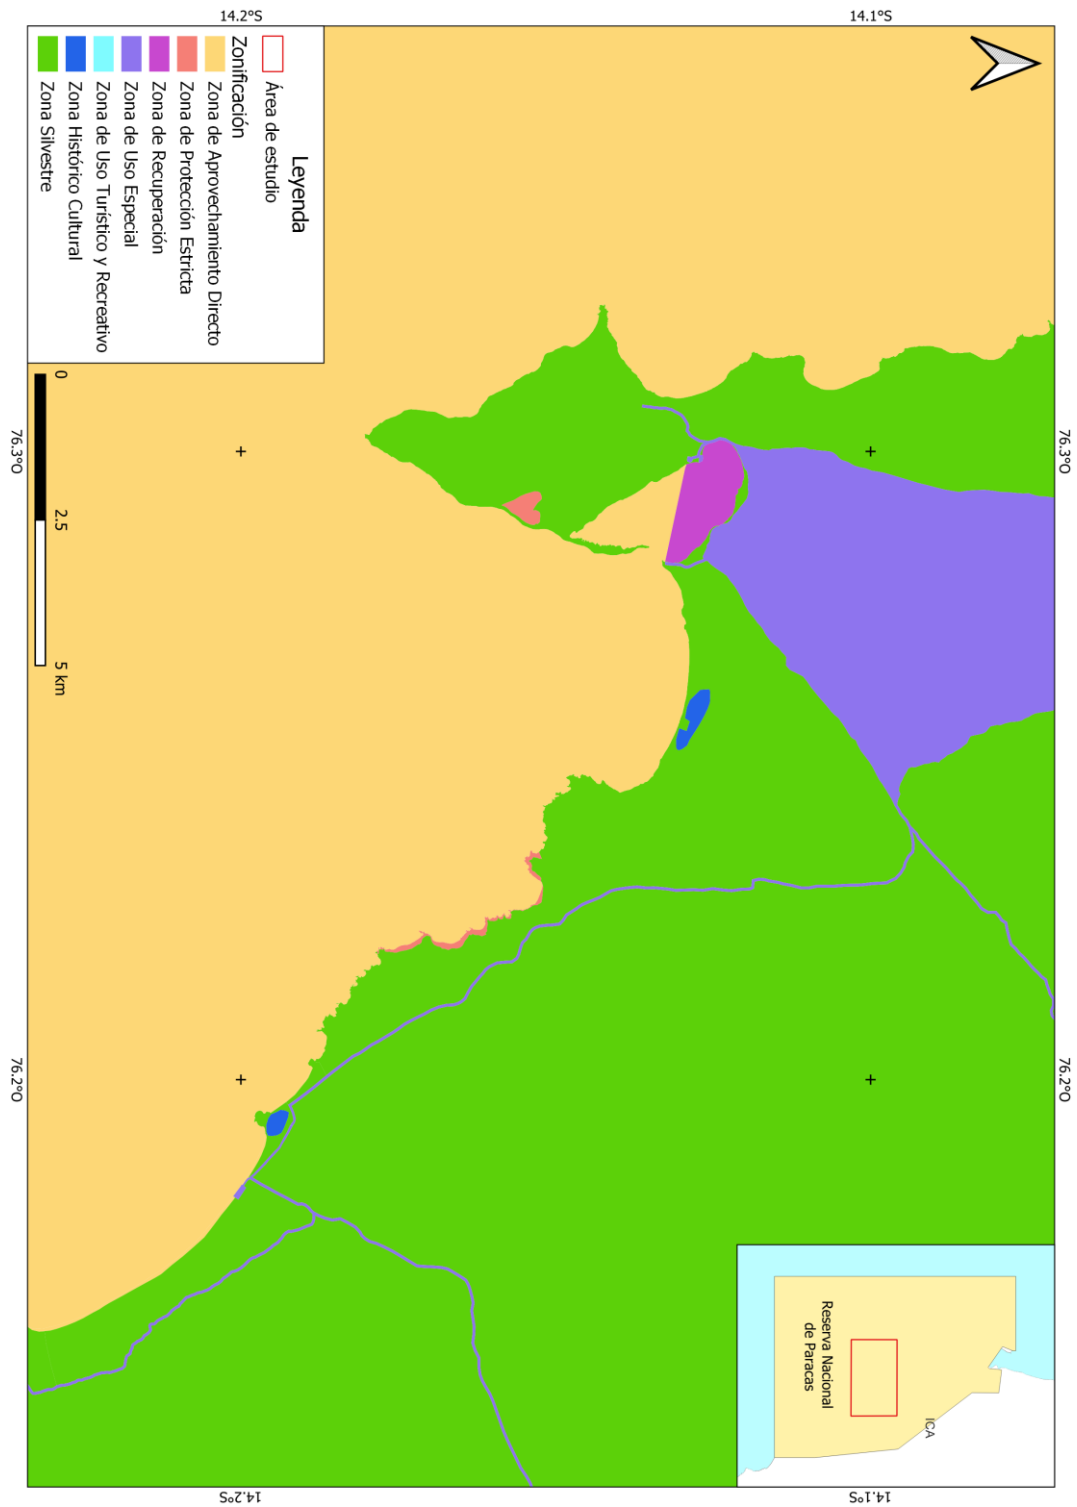 14.2°S
14.1°S
Leyenda
Área de estudio
Zonificación
Zona de Aprovechamiento Directo
Zona de Protección Estricta
Zona de Recuperación
Zona de Uso Especial
Zona de Uso Turístico y Recreativo
Zona Histórico Cultural
Zona Silvestre
0
2.5
5 km
76.3°O
76.3°O
76.2°O
76.2°O
Reserva Nacional
de Paracas
ICA
14.2°S
14.1°S